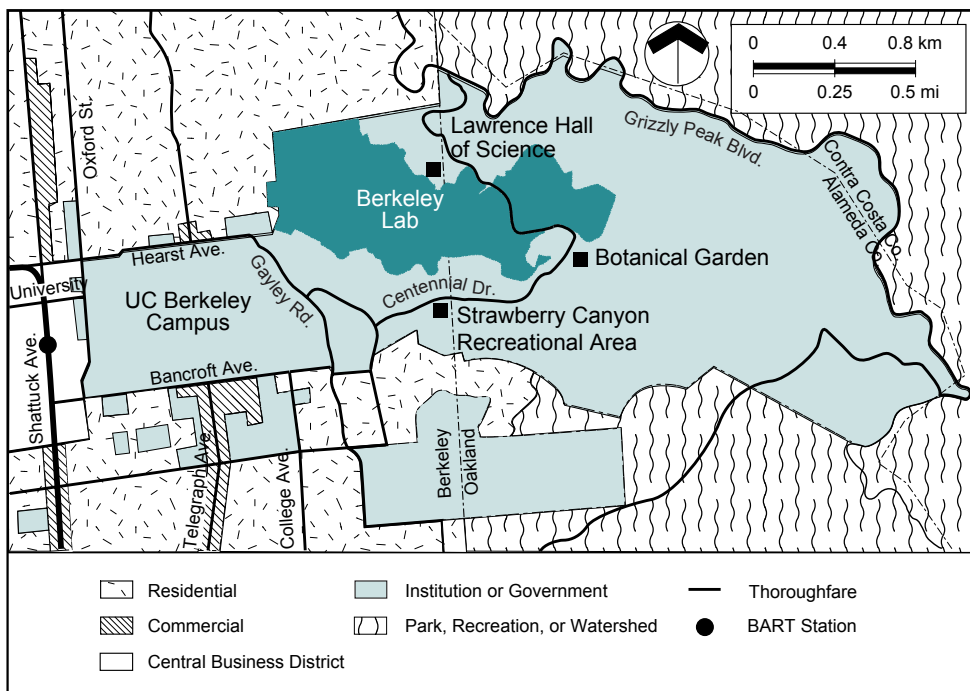 0 0.4 0.8 km
0 0.25 0.5 mi
Oxford St.
Lawrence Hall
of Science
Grizzly Peak Blvd.
Contra Costa Co.
Alameda Co.
Berkeley
Lab
Hearst Ave.
Gayley Rd.
Botanical Garden
University
UC Berkeley
Campus
Centennial Dr.
Strawberry Canyon
Recreational Area
Shattuck Ave.
Bancroft Ave.
Telegraph Ave.
College Ave.
Berkeley
Oakland
Residential
Institution or Government
Thoroughfare
Commercial
Park, Recreation, or Watershed
BART Station
Central Business District